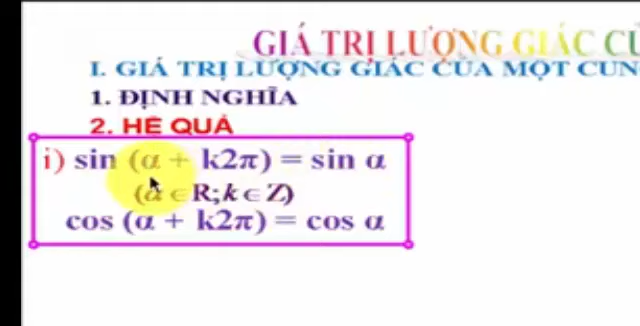 GIÁ TRỊ LƯỢNG GIÁC
I. GIÁ TRỊ LƯỢNG GIÁC CỦA MỘT
1. ĐỊNH NGHĨA
2. HỆ QUẢ
i) sin (α + k2π) = sin α
(α ∈ R; k ∈ Z)
cos (α + k2π) = cos α